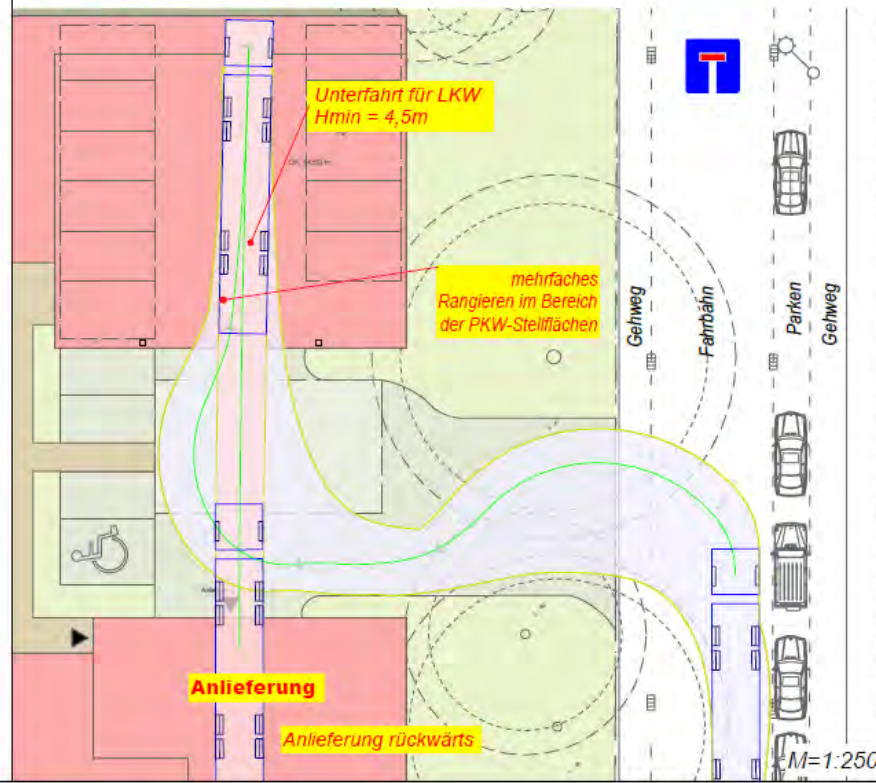 Unterfahrt für LKW
Hmin = 4,5m
mehrfaches
Rangieren im Bereich
der PKW-Stellflächen
Gehweg
Fahrbahn
Parken
Gehweg
Anlieferung
Anlieferung rückwärts
M=1:250